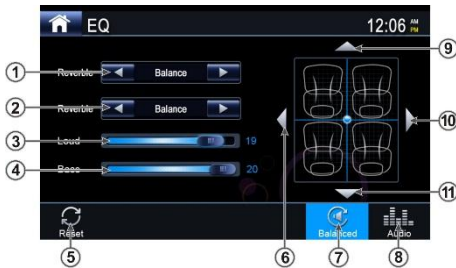 EQ 12:06 AM PM
1 Reverble Balance
2 Reverble Balance
3 Loud 19
4 Base 20
9
10
11
6
Reset Balanced Audio
5 7 8